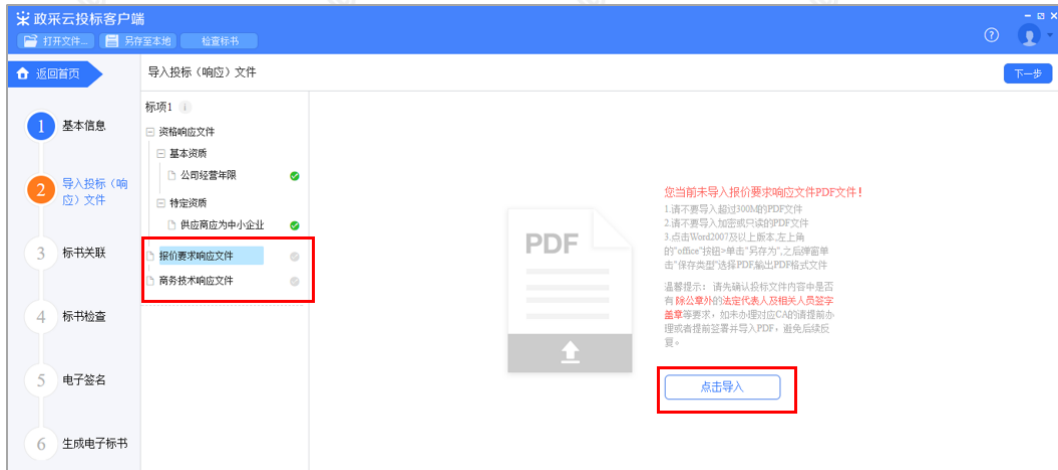 政采云投标客户端
打开文件... 另存至本地 检查标书
返回首页
导入投标（响应）文件
下一步
1 基本信息
2 导入投标（响
应）文件
3 标书关联
4 标书检查
5 电子签名
6 生成电子标书
标项1
资格响应文件
基本资质
公司经营年限
特定资质
供应商应为中小企业
报价要求响应文件
商务技术响应文件
PDF
您当前未导入报价要求响应文件PDF文件！
1.请不要导入超过300M的PDF文件
2.请不要导入加密或只读的PDF文件
3.点击Word2007及以上版本,左上角
的"office"按钮>单击"另存为",之后弹窗单
击"保存类型"选择PDF,输出PDF格式文件
温馨提示：请先确认投标文件内容中是否
有除公章外的法定代表人及相关人员签字
盖章等要求，如未办理对应CA的请提前办
理或者提前签署并导入PDF，避免后续反
复。
点击导入